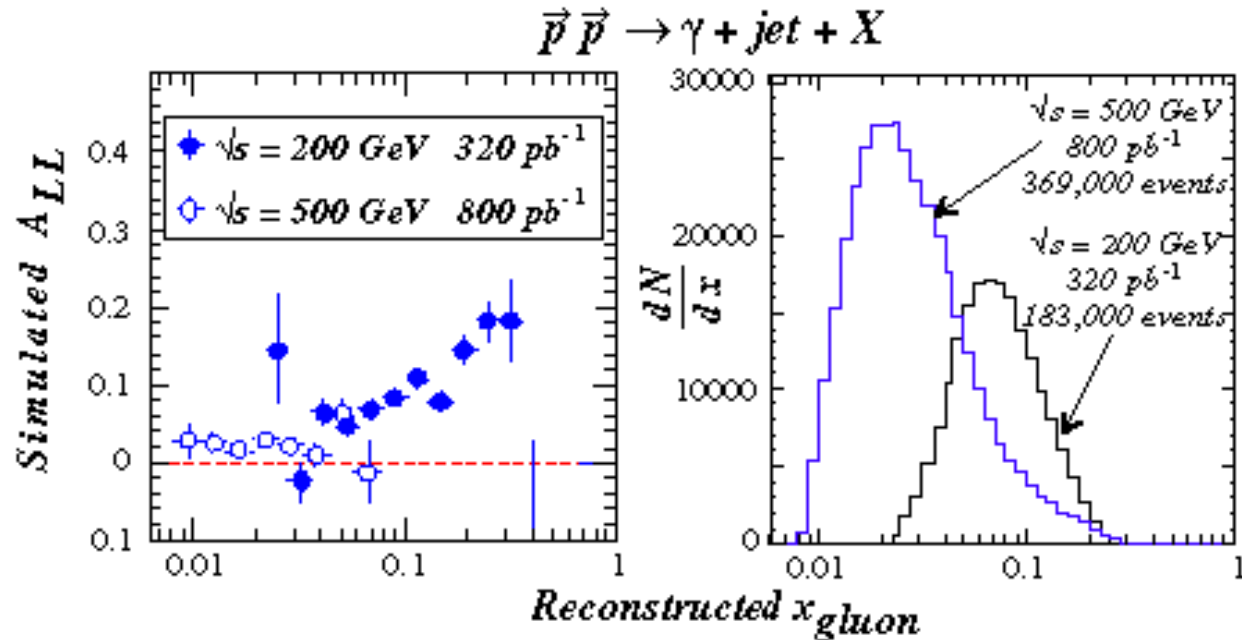 p⃗ p⃗ → γ + jet + X
Simulated A_LL
0.4
0.3
0.2
0.1
0
0.1
√s = 200 GeV 320 pb⁻¹
√s = 500 GeV 800 pb⁻¹
0.01 0.1 1
dN/dx
30000
20000
10000
0
√s = 500 GeV
800 pb⁻¹
369,000 events
√s = 200 GeV
320 pb⁻¹
183,000 events
0.01 0.1 1
Reconstructed x_gluon